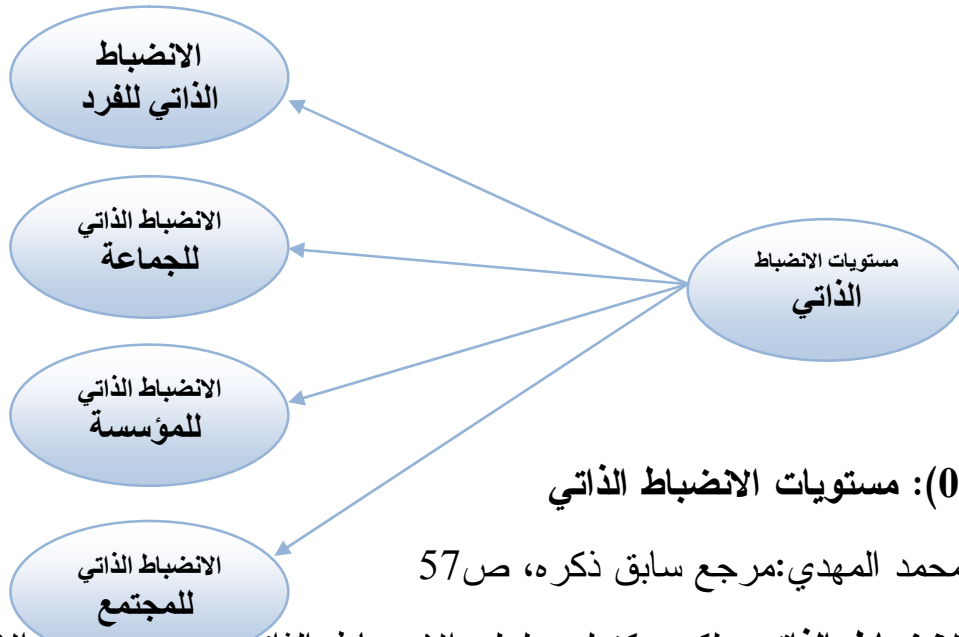 الانضباط
الذاتي للفرد
الانضباط الذاتي
للجماعة
مستويات الانضباط
الذاتي
الانضباط الذاتي
للمؤسسة
0): مستويات الانضباط الذاتي
محمد المهدي:مرجع سابق ذكره، ص57
الانضباط الذاتي
للمجتمع